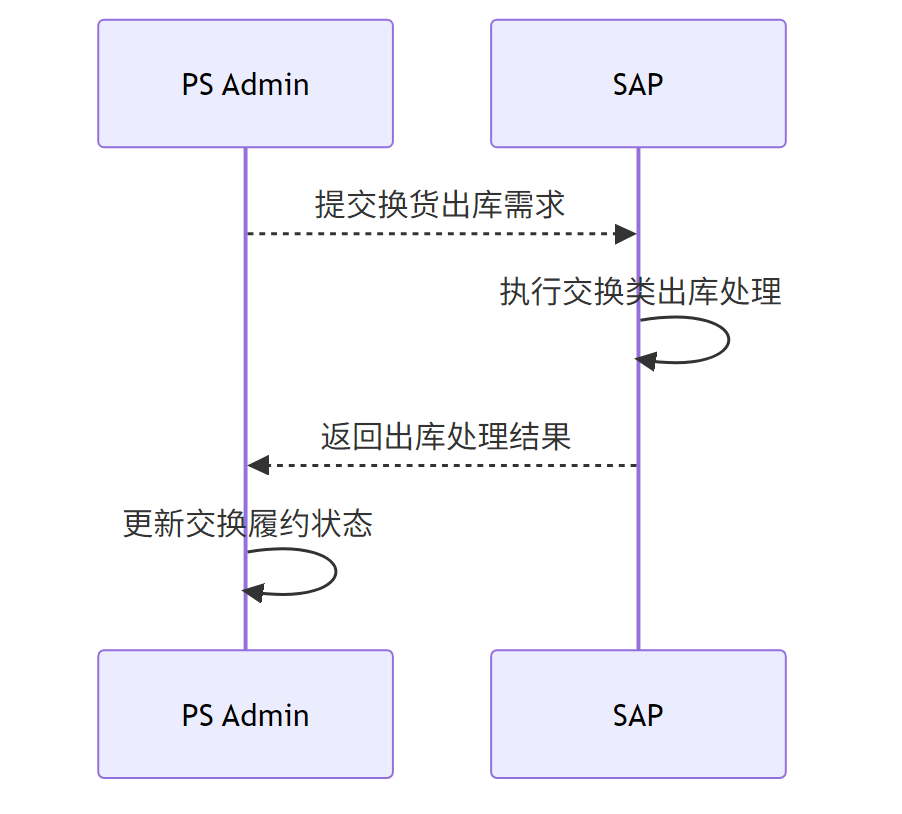 PS Admin
SAP
提交换货出库需求
执行交换类出库处理
返回出库处理结果
更新交换履约状态
PS Admin
SAP